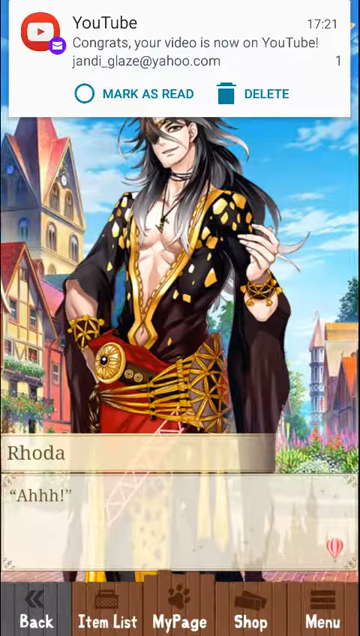 YouTube 17:21
Congrats, your video is now on YouTube!
jandi_glaze@yahoo.com 1
MARK AS READ DELETE
Rhoda
“Ahhh!”
Back Item List MyPage Shop Menu